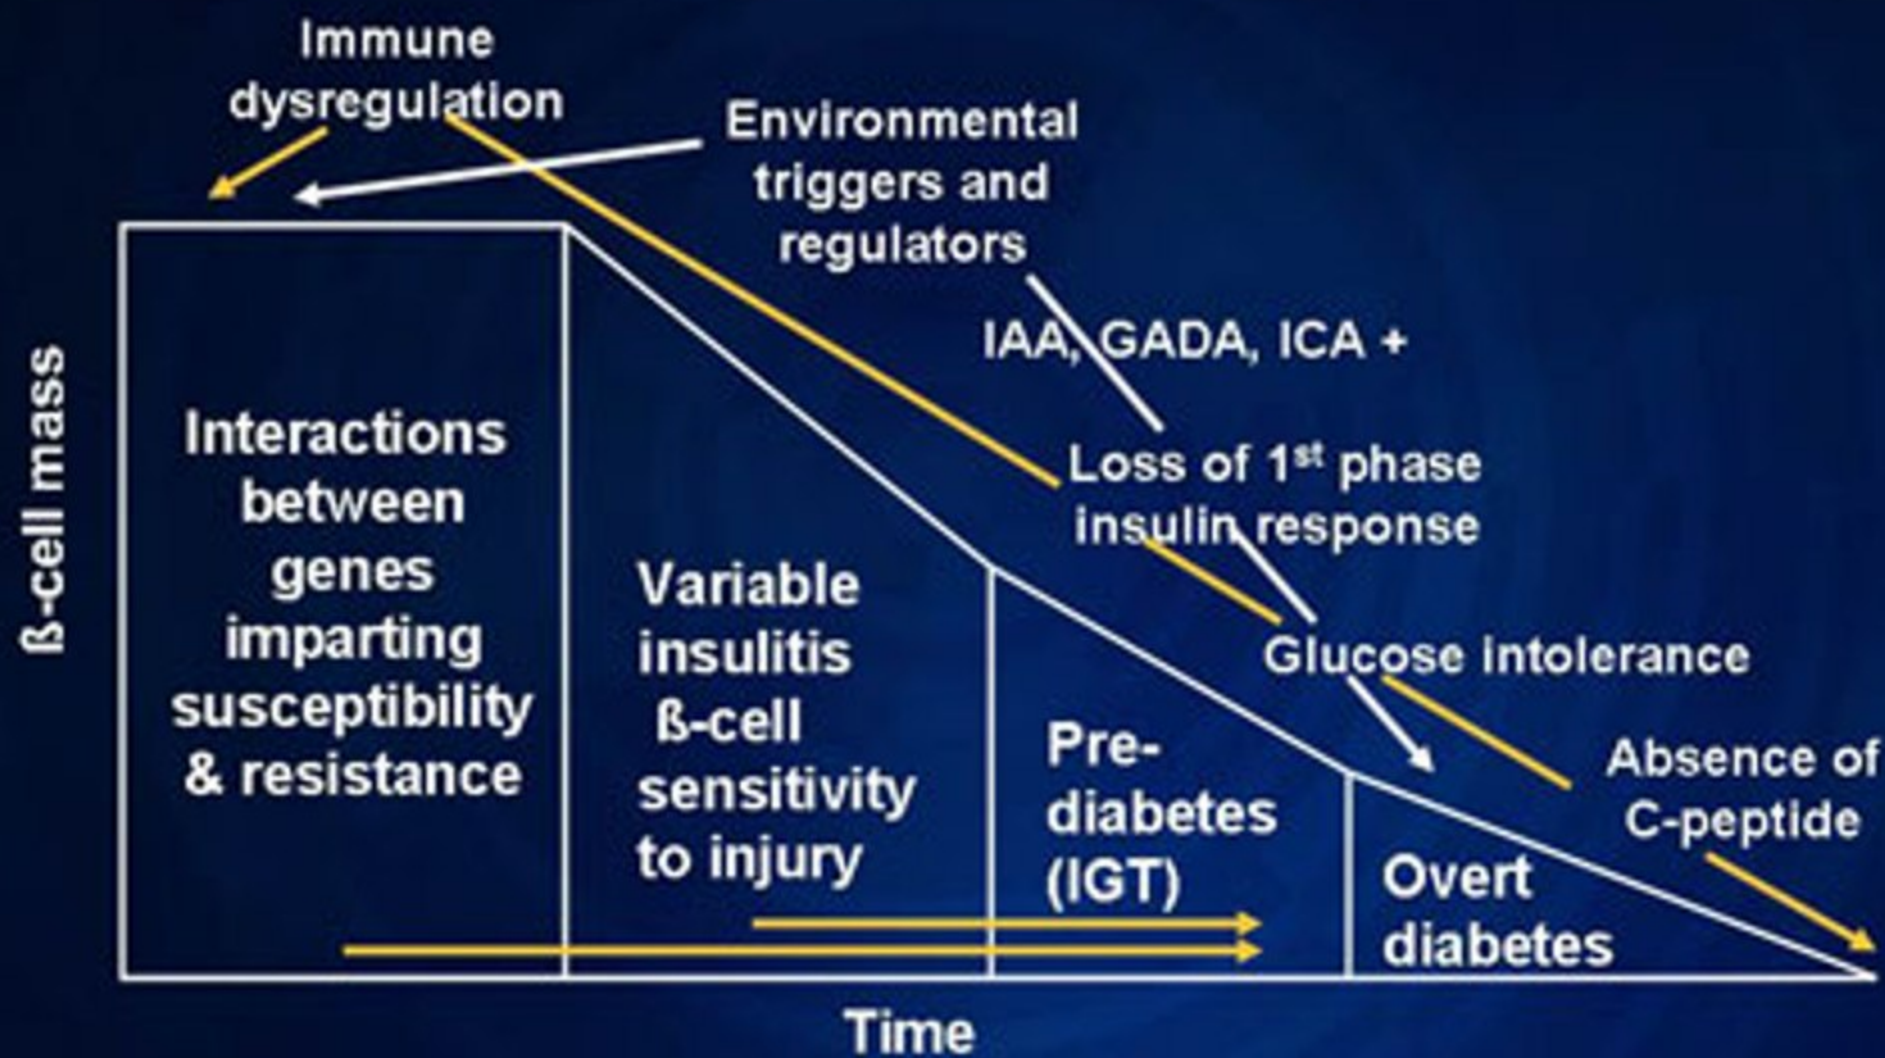 Immune
dysregulation
Environmental
triggers and
regulators
IAA, GADA, ICA +
Loss of 1st phase
insulin response
Glucose intolerance
Absence of
C-peptide
ß-cell mass
Interactions
between
genes
imparting
susceptibility
& resistance
Variable
insulitis
ß-cell
sensitivity
to injury
Pre-
diabetes
(IGT)
Overt
diabetes
Time